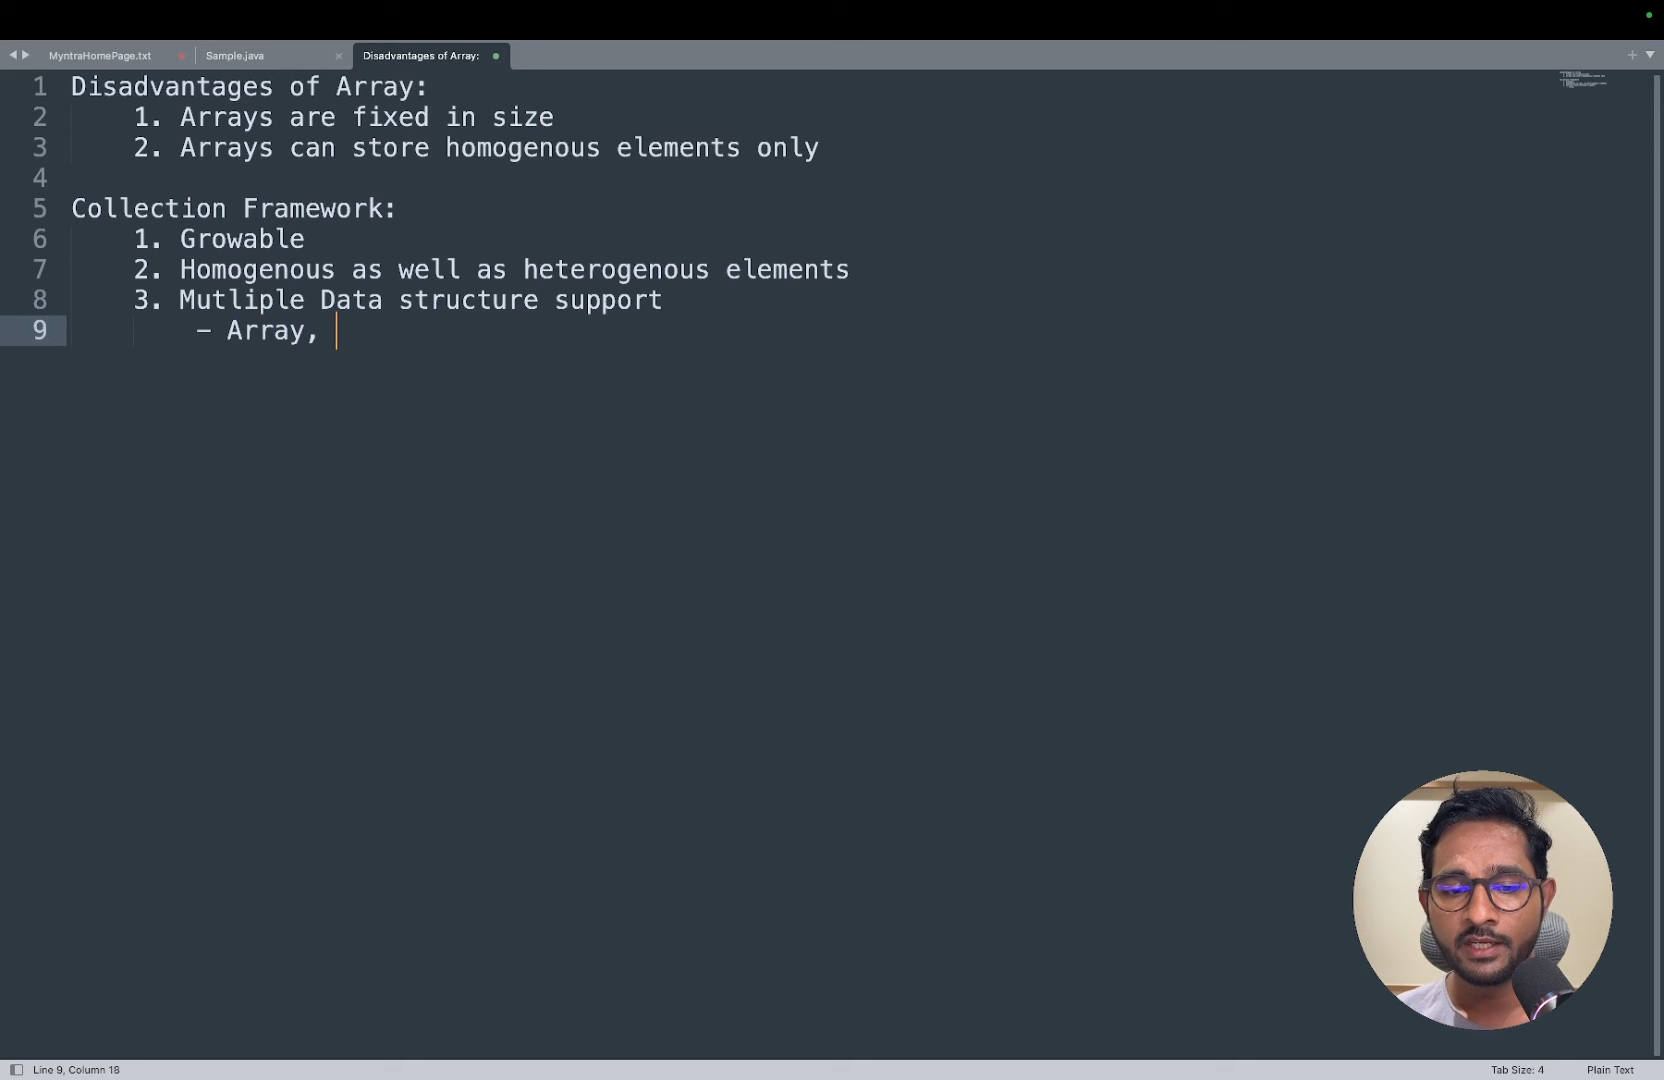 MyntraHomePage.txt
Sample.java
Disadvantages of Array:
1 Disadvantages of Array:
2 1. Arrays are fixed in size
3 2. Arrays can store homogenous elements only
4
5 Collection Framework:
6 1. Growable
7 2. Homogenous as well as heterogenous elements
8 3. Mutliple Data structure support
9 - Array,
Line 9, Column 18
Tab Size: 4
Plain Text